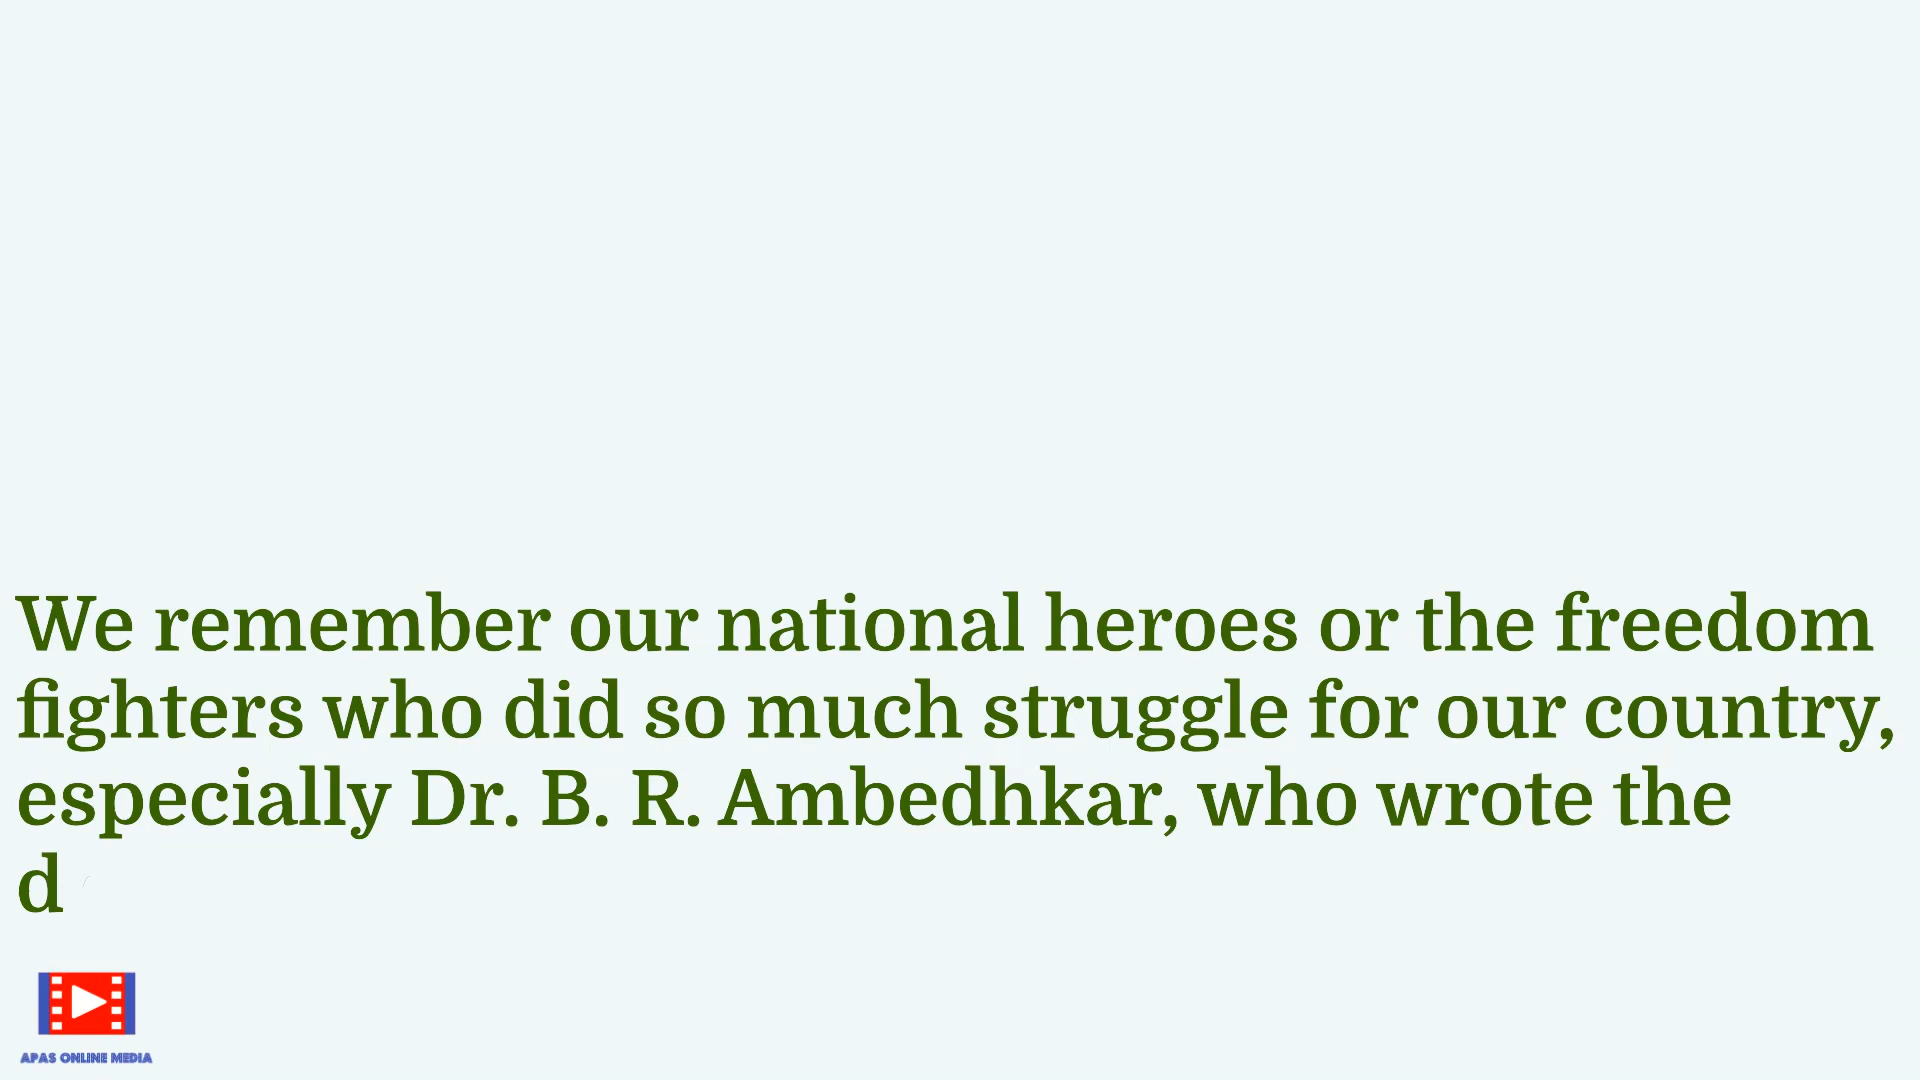 We remember our national heroes or the freedom
fighters who did so much struggle for our country,
especially Dr. B. R. Ambedhkar, who wrote the
d
APAS ONLINE MEDIA